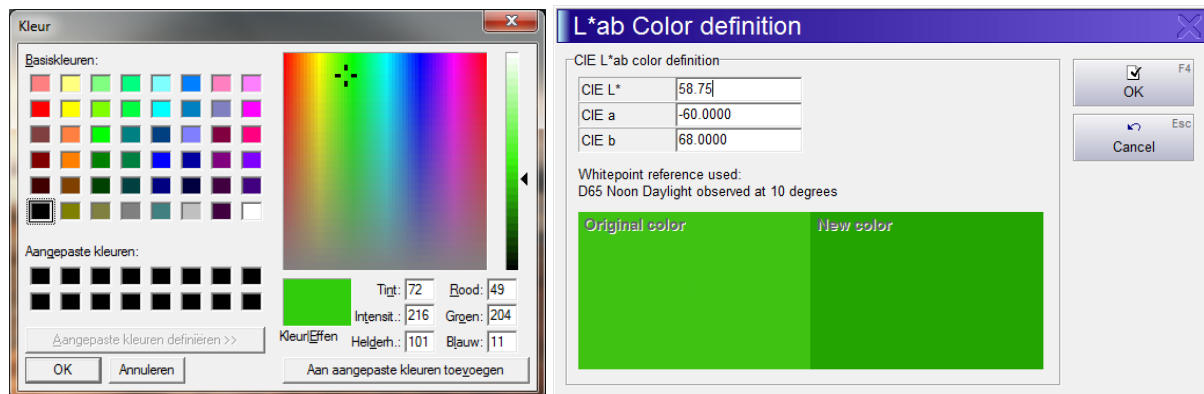 Kleur
Basiskleuren:
Aangepaste kleuren:
Aangepaste kleuren definiëren >>
OK
Annuleren
Kleur|Effen
Tint: 72
Intensit.: 216
Helderh.: 101
Rood: 49
Groen: 204
Blauw: 11
Aan aangepaste kleuren toevoegen
L*ab Color definition
CIE L*ab color definition
CIE L* 58.75
CIE a -60.0000
CIE b 68.0000
Whitepoint reference used:
D65 Noon Daylight observed at 10 degrees
Original color
New color
F4
OK
Esc
Cancel